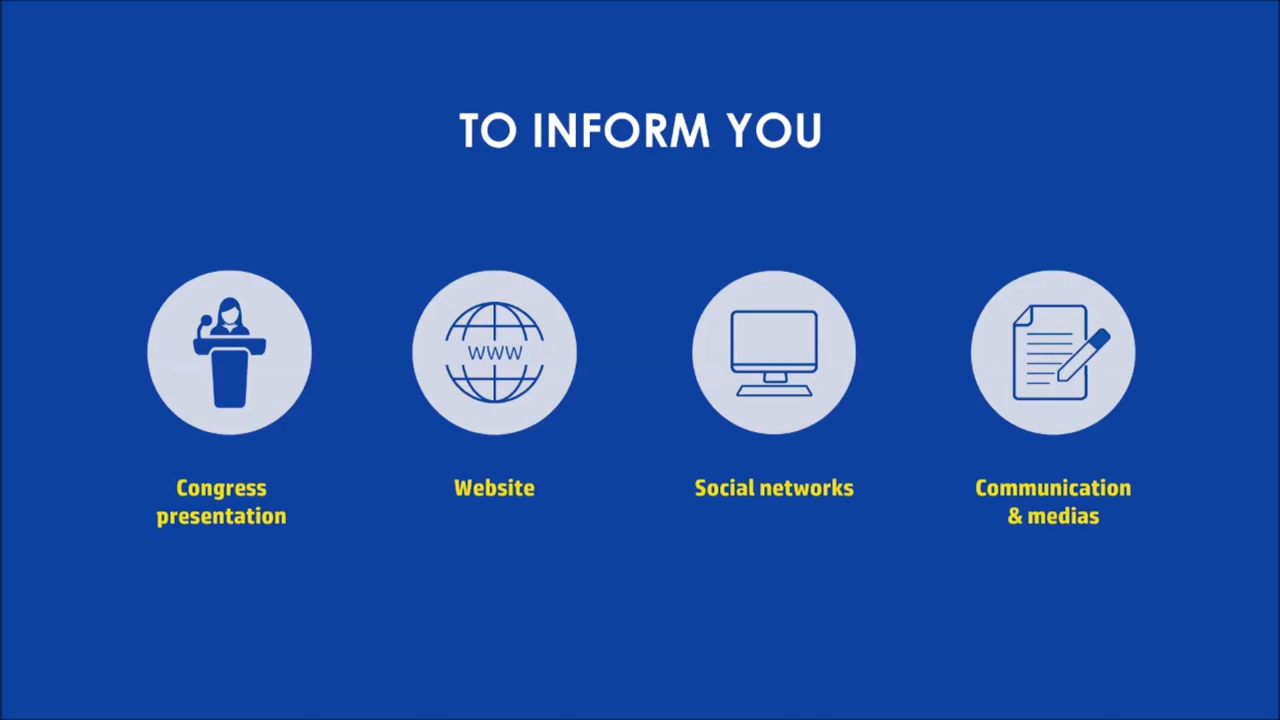 TO INFORM YOU
WWW
Congress
presentation
Website
Social networks
Communication
& medias